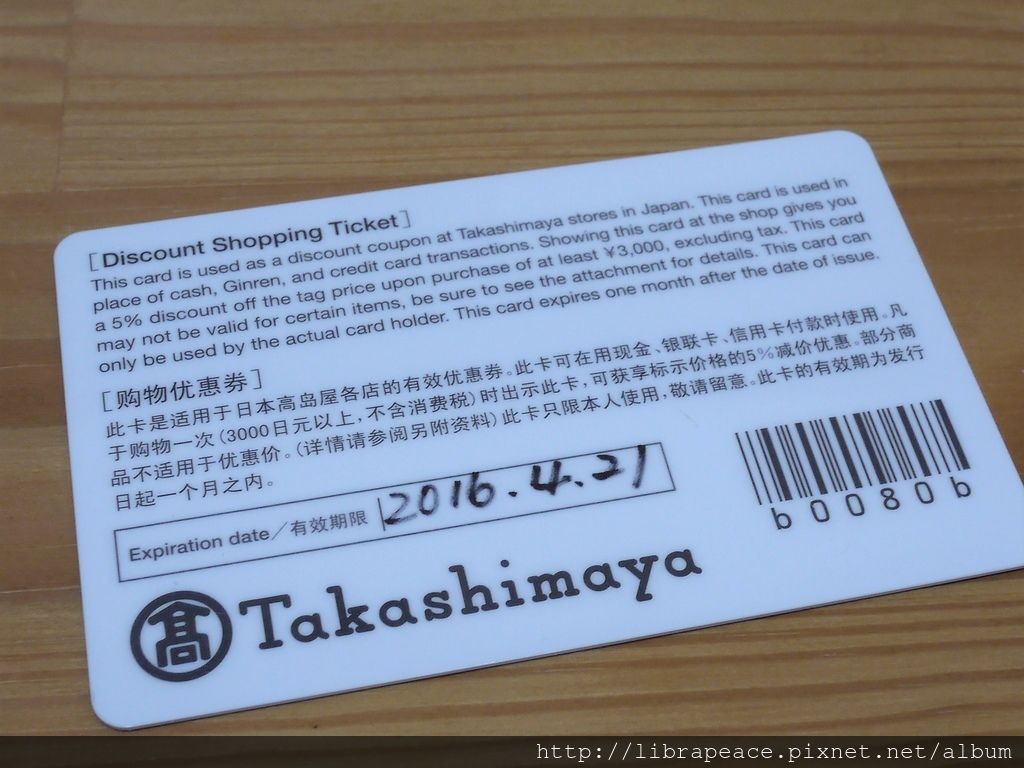 [Discount Shopping Ticket]
This card is used as a discount coupon at Takashimaya stores in Japan. This card is used in
place of cash, Ginren, and credit card transactions. Showing this card at the shop gives you
a 5% discount off the tag price upon purchase of at least ¥3,000, excluding tax. This card
may not be valid for certain items, be sure to see the attachment for details. This card can
only be used by the actual card holder. This card expires one month after the date of issue.
[购物优惠券]
此卡是适用于日本高岛屋各店的有效优惠券。此卡可在用现金、银联卡、信用卡付款时使用。凡
于购物一次(3000日元以上,不含消费税)时出示此卡,可获享标示价格的5%减价优惠。部分商
品不适用于优惠价。(详情请参阅另附资料)此卡只限本人使用,敬请留意。此卡的有效期为发行
日起一个月之内。
Expiration date/有效期限 2016.4.21
b0080b
髙 Takashimaya
http://librapeace.pixnet.net/album